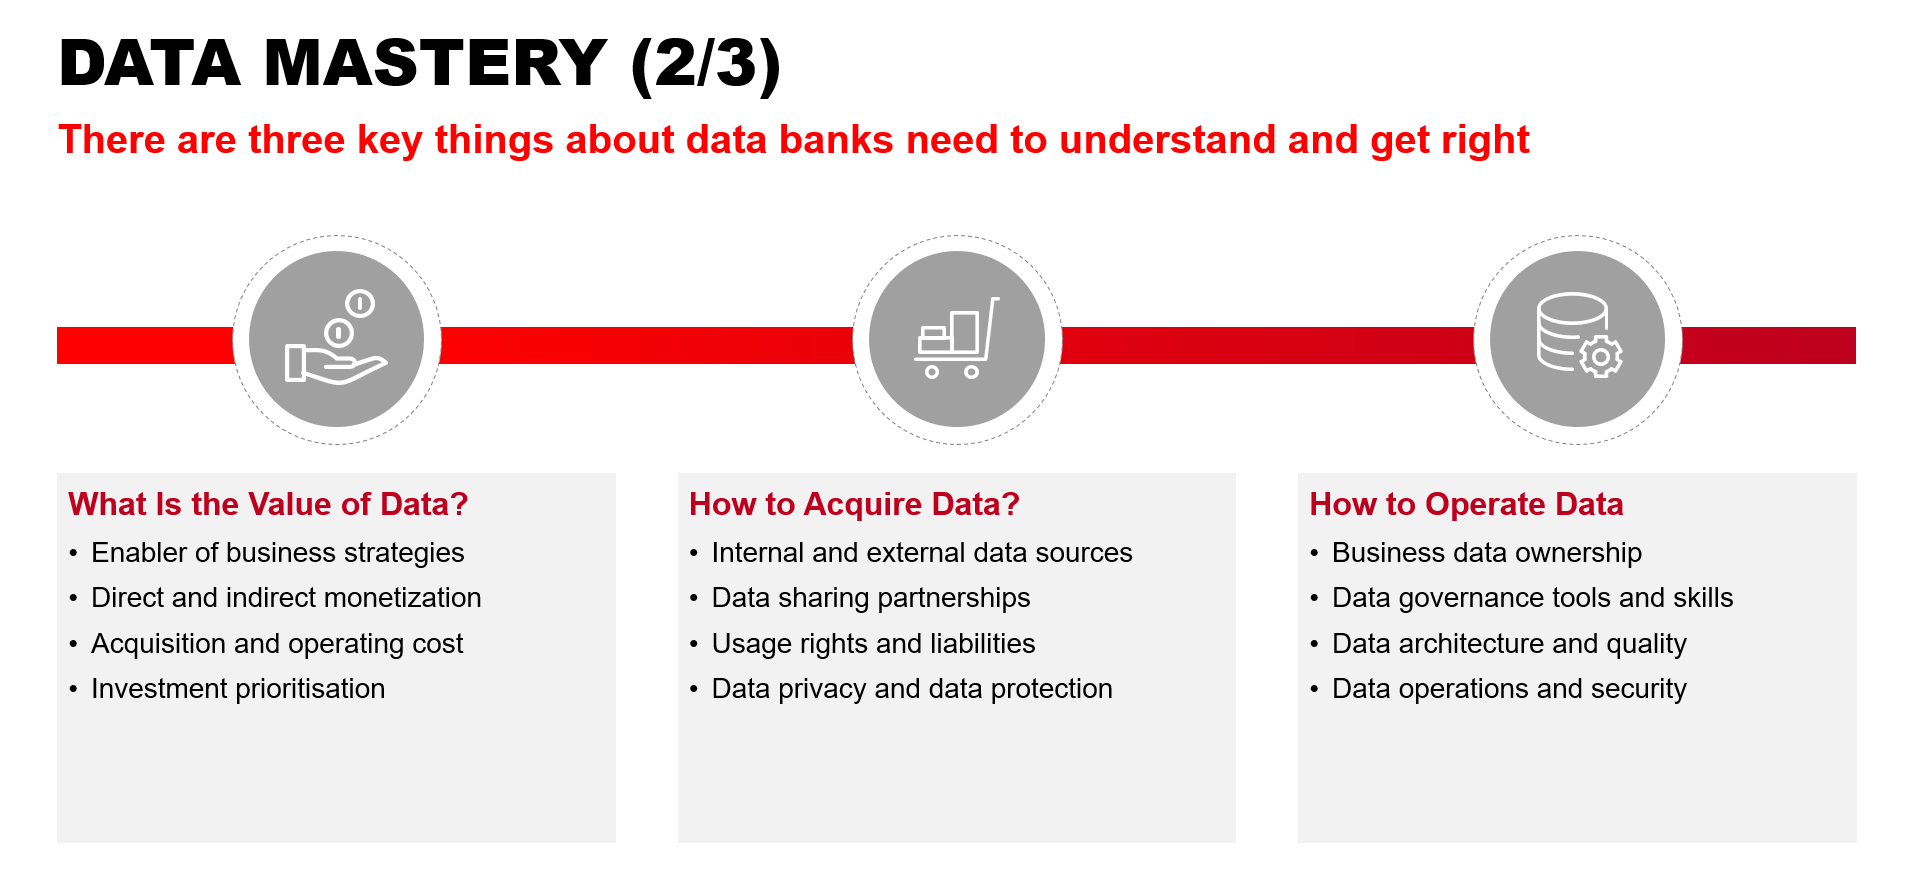 DATA MASTERY (2/3)
There are three key things about data banks need to understand and get right
What Is the Value of Data?
• Enabler of business strategies
• Direct and indirect monetization
• Acquisition and operating cost
• Investment prioritisation
How to Acquire Data?
• Internal and external data sources
• Data sharing partnerships
• Usage rights and liabilities
• Data privacy and data protection
How to Operate Data
• Business data ownership
• Data governance tools and skills
• Data architecture and quality
• Data operations and security